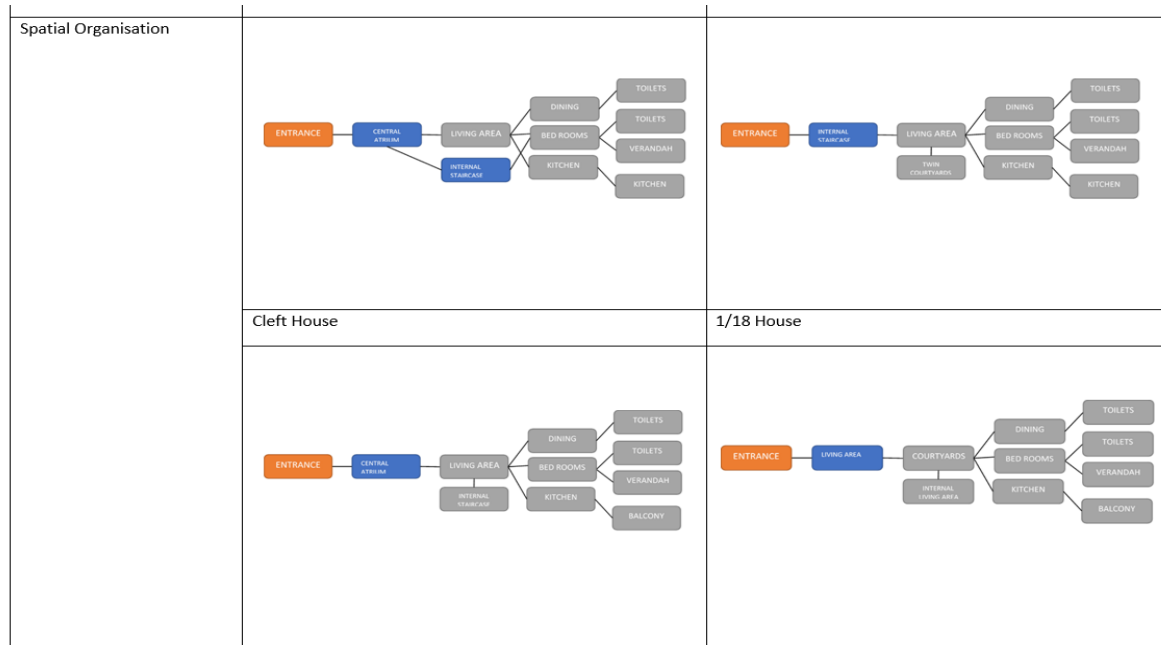 Spatial Organisation
TOILETS
DINING
TOILETS
ENTRANCE
CENTRAL
ATRIUM
LIVING AREA
BED ROOMS
VERANDAH
INTERNAL
STAIRCASE
KITCHEN
KITCHEN
TOILETS
DINING
TOILETS
ENTRANCE
INTERNAL
STAIRCASE
LIVING AREA
BED ROOMS
VERANDAH
TWIN
COURTYARDS
KITCHEN
KITCHEN
Cleft House
1/18 House
TOILETS
DINING
TOILETS
ENTRANCE
CENTRAL
ATRIUM
LIVING AREA
BED ROOMS
VERANDAH
INTERNAL
STAIRCASE
KITCHEN
BALCONY
TOILETS
DINING
TOILETS
ENTRANCE
LIVING AREA
COURTYARDS
BED ROOMS
VERANDAH
INTERNAL
LIVING AREA
KITCHEN
BALCONY